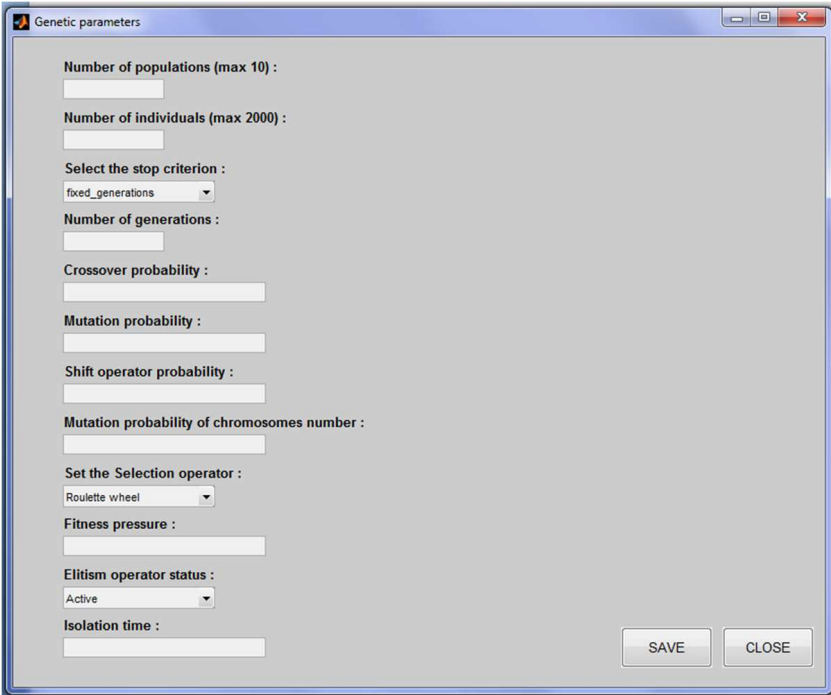 Genetic parameters
Number of populations (max 10) :
Number of individuals (max 2000) :
Select the stop criterion :
fixed_generations
Number of generations :
Crossover probability :
Mutation probability :
Shift operator probability :
Mutation probability of chromosomes number :
Set the Selection operator :
Roulette wheel
Fitness pressure :
Elitism operator status :
Active
Isolation time :
SAVE CLOSE